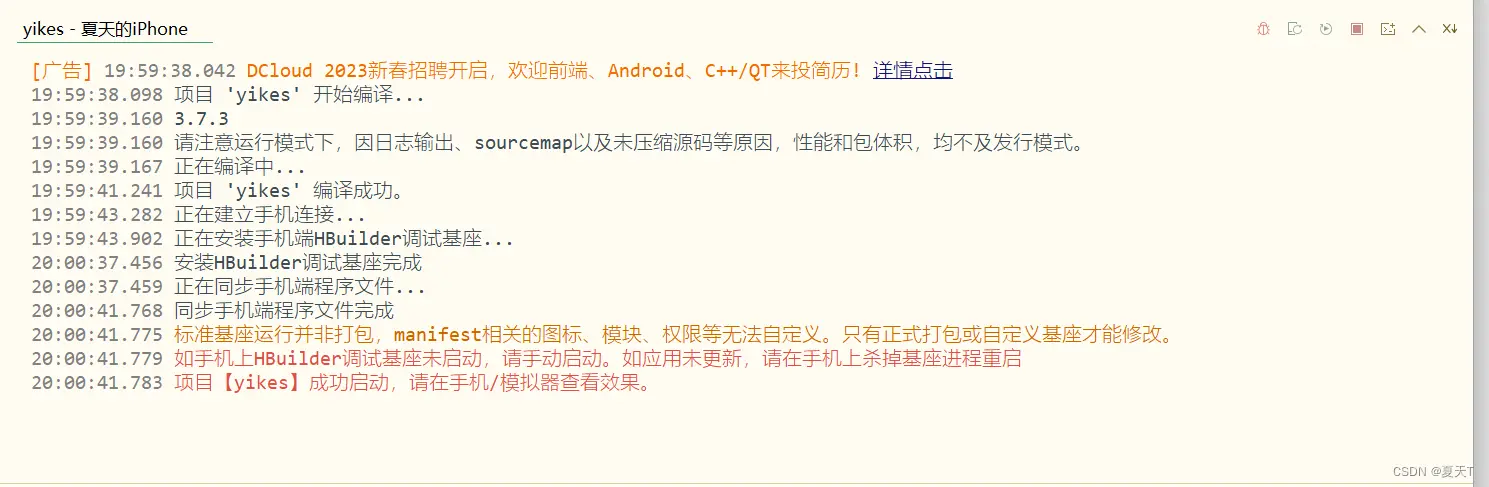 yikes - 夏天的iPhone
[广告] 19:59:38.042 DCloud 2023新春招聘开启，欢迎前端、Android、C++/QT来投简历！详情点击
19:59:38.098 项目 'yikes' 开始编译...
19:59:39.160 3.7.3
19:59:39.160 请注意运行模式下，因日志输出、sourcemap以及未压缩源码等原因，性能和包体积，均不及发行模式。
19:59:39.167 正在编译中...
19:59:41.241 项目 'yikes' 编译成功。
19:59:43.282 正在建立手机连接...
19:59:43.902 正在安装手机端HBuilder调试基座...
20:00:37.456 安装HBuilder调试基座完成
20:00:37.459 正在同步手机端程序文件...
20:00:41.768 同步手机端程序文件完成
20:00:41.775 标准基座运行并非打包，manifest相关的图标、模块、权限等无法自定义。只有正式打包或自定义基座才能修改。
20:00:41.779 如手机上HBuilder调试基座未启动，请手动启动。如应用未更新，请在手机上杀掉基座进程重启
20:00:41.783 项目【yikes】成功启动，请在手机/模拟器查看效果。
CSDN @夏天T